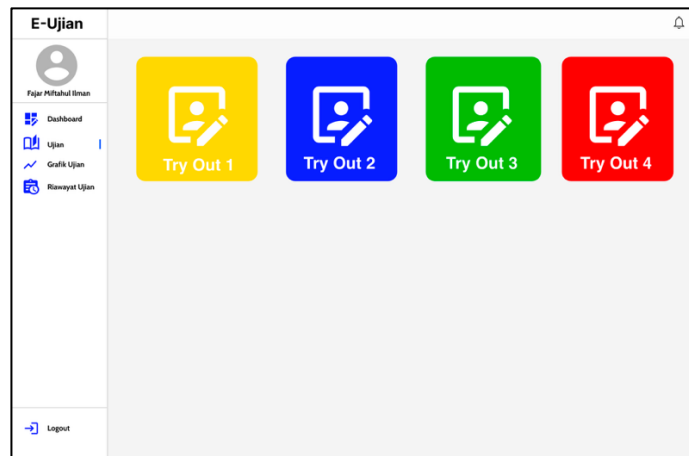 E-Ujian
Fajar Miftahul Ilman
Dashboard
Ujian
Grafik Ujian
Riawayat Ujian
Logout
Try Out 1
Try Out 2
Try Out 3
Try Out 4